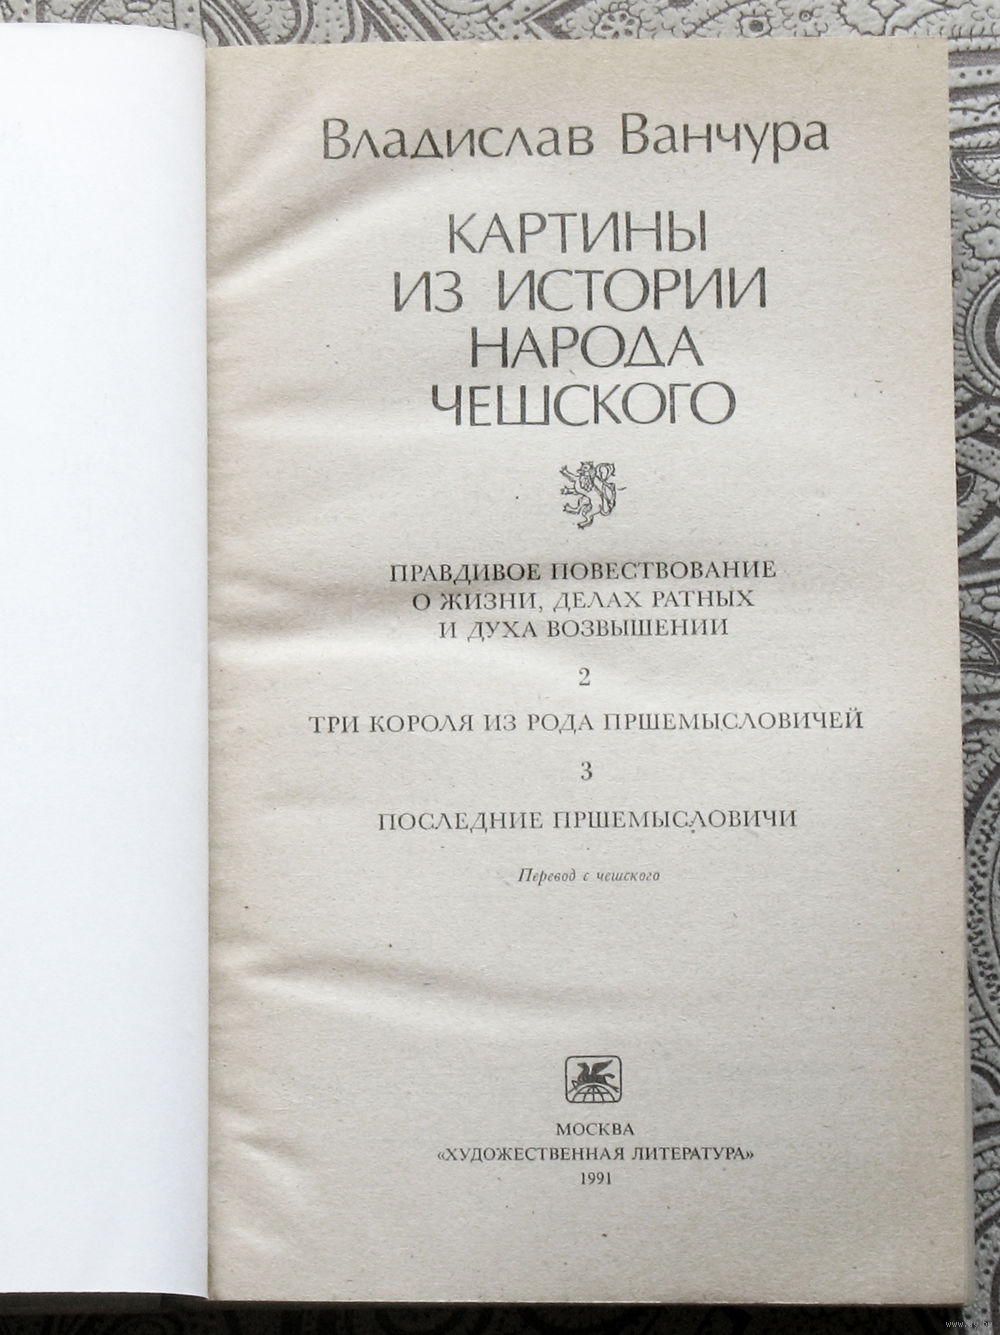 Владислав Ванчура
КАРТИНЫ
ИЗ ИСТОРИИ
НАРОДА
ЧЕШСКОГО
ПРАВДИВОЕ ПОВЕСТВОВАНИЕ
О ЖИЗНИ, ДЕЛАХ РАТНЫХ
И ДУХА ВОЗВЫШЕНИИ
2
ТРИ КОРОЛЯ ИЗ РОДА ПРШЕМЫСЛОВИЧЕЙ
3
ПОСЛЕДНИЕ ПРШЕМЫСЛОВИЧИ
Перевод с чешского
МОСКВА
«ХУДОЖЕСТВЕННАЯ ЛИТЕРАТУРА»
1991